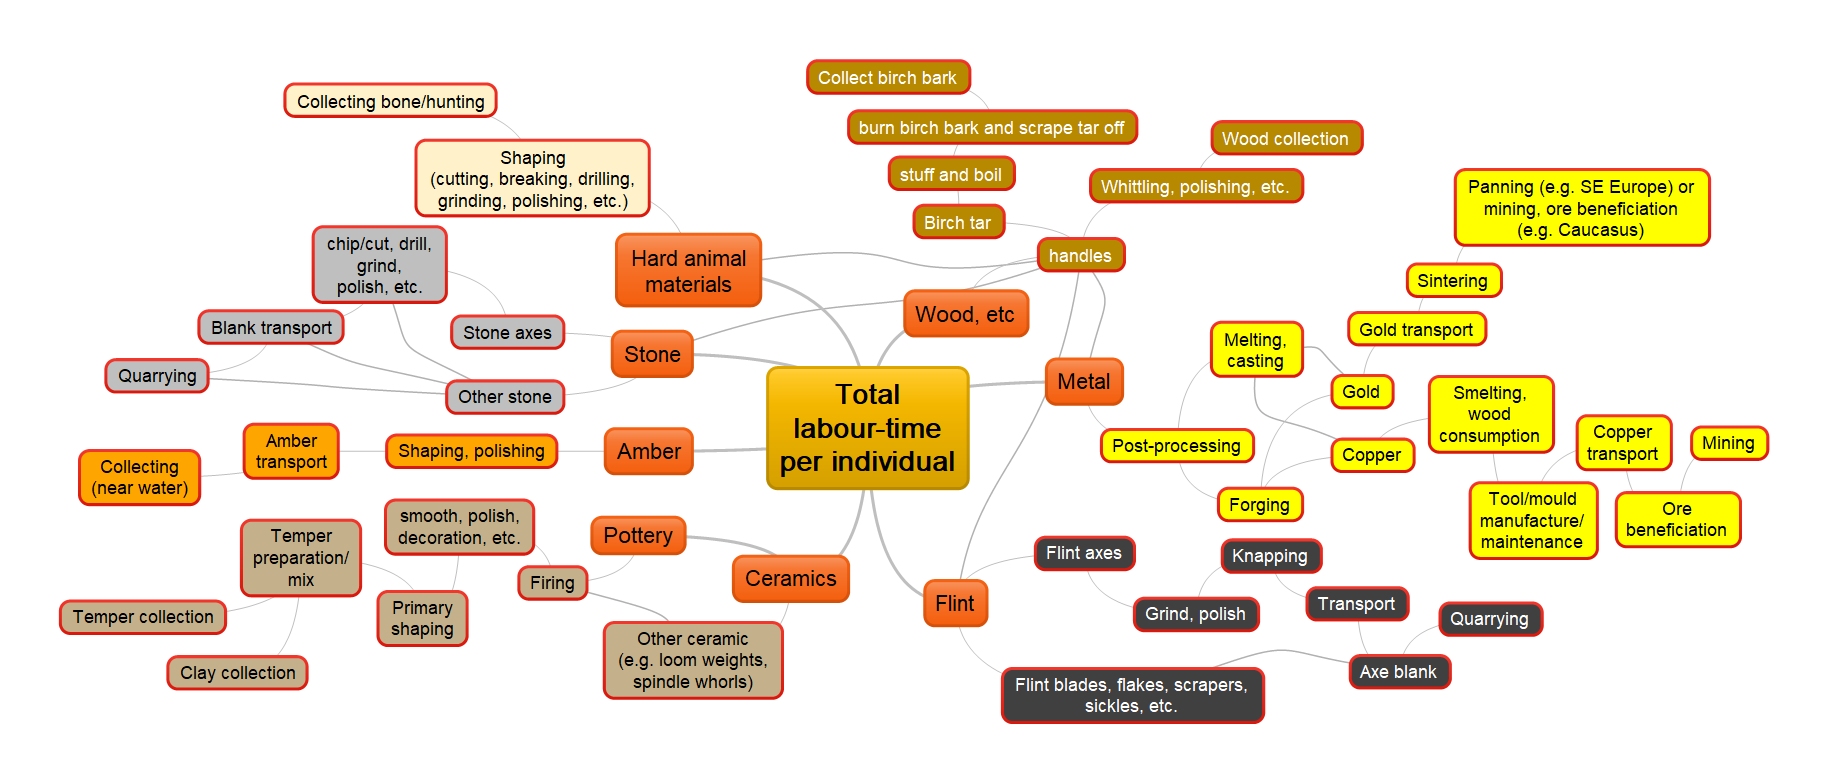 Total
labour-time
per individual
Hard animal
materials
Shaping
(cutting, breaking, drilling,
grinding, polishing, etc.)
Collecting bone/hunting
Stone
Stone axes
chip/cut, drill,
grind,
polish, etc.
Blank transport
Quarrying
Other stone
Amber
Shaping, polishing
Amber
transport
Collecting
(near water)
Ceramics
Pottery
Firing
smooth, polish,
decoration, etc.
Primary
shaping
Temper
preparation/
mix
Temper collection
Clay collection
Other ceramic
(e.g. loom weights,
spindle whorls)
Wood, etc
handles
Birch tar
stuff and boil
burn birch bark and scrape tar off
Collect birch bark
Whittling, polishing, etc.
Wood collection
Metal
Post-processing
Melting,
casting
Forging
Gold
Gold transport
Sintering
Panning (e.g. SE Europe) or
mining, ore beneficiation
(e.g. Caucasus)
Copper
Smelting,
wood
consumption
Tool/mould
manufacture/
maintenance
Copper
transport
Ore
beneficiation
Mining
Flint
Flint axes
Grind, polish
Knapping
Transport
Axe blank
Quarrying
Flint blades, flakes, scrapers,
sickles, etc.